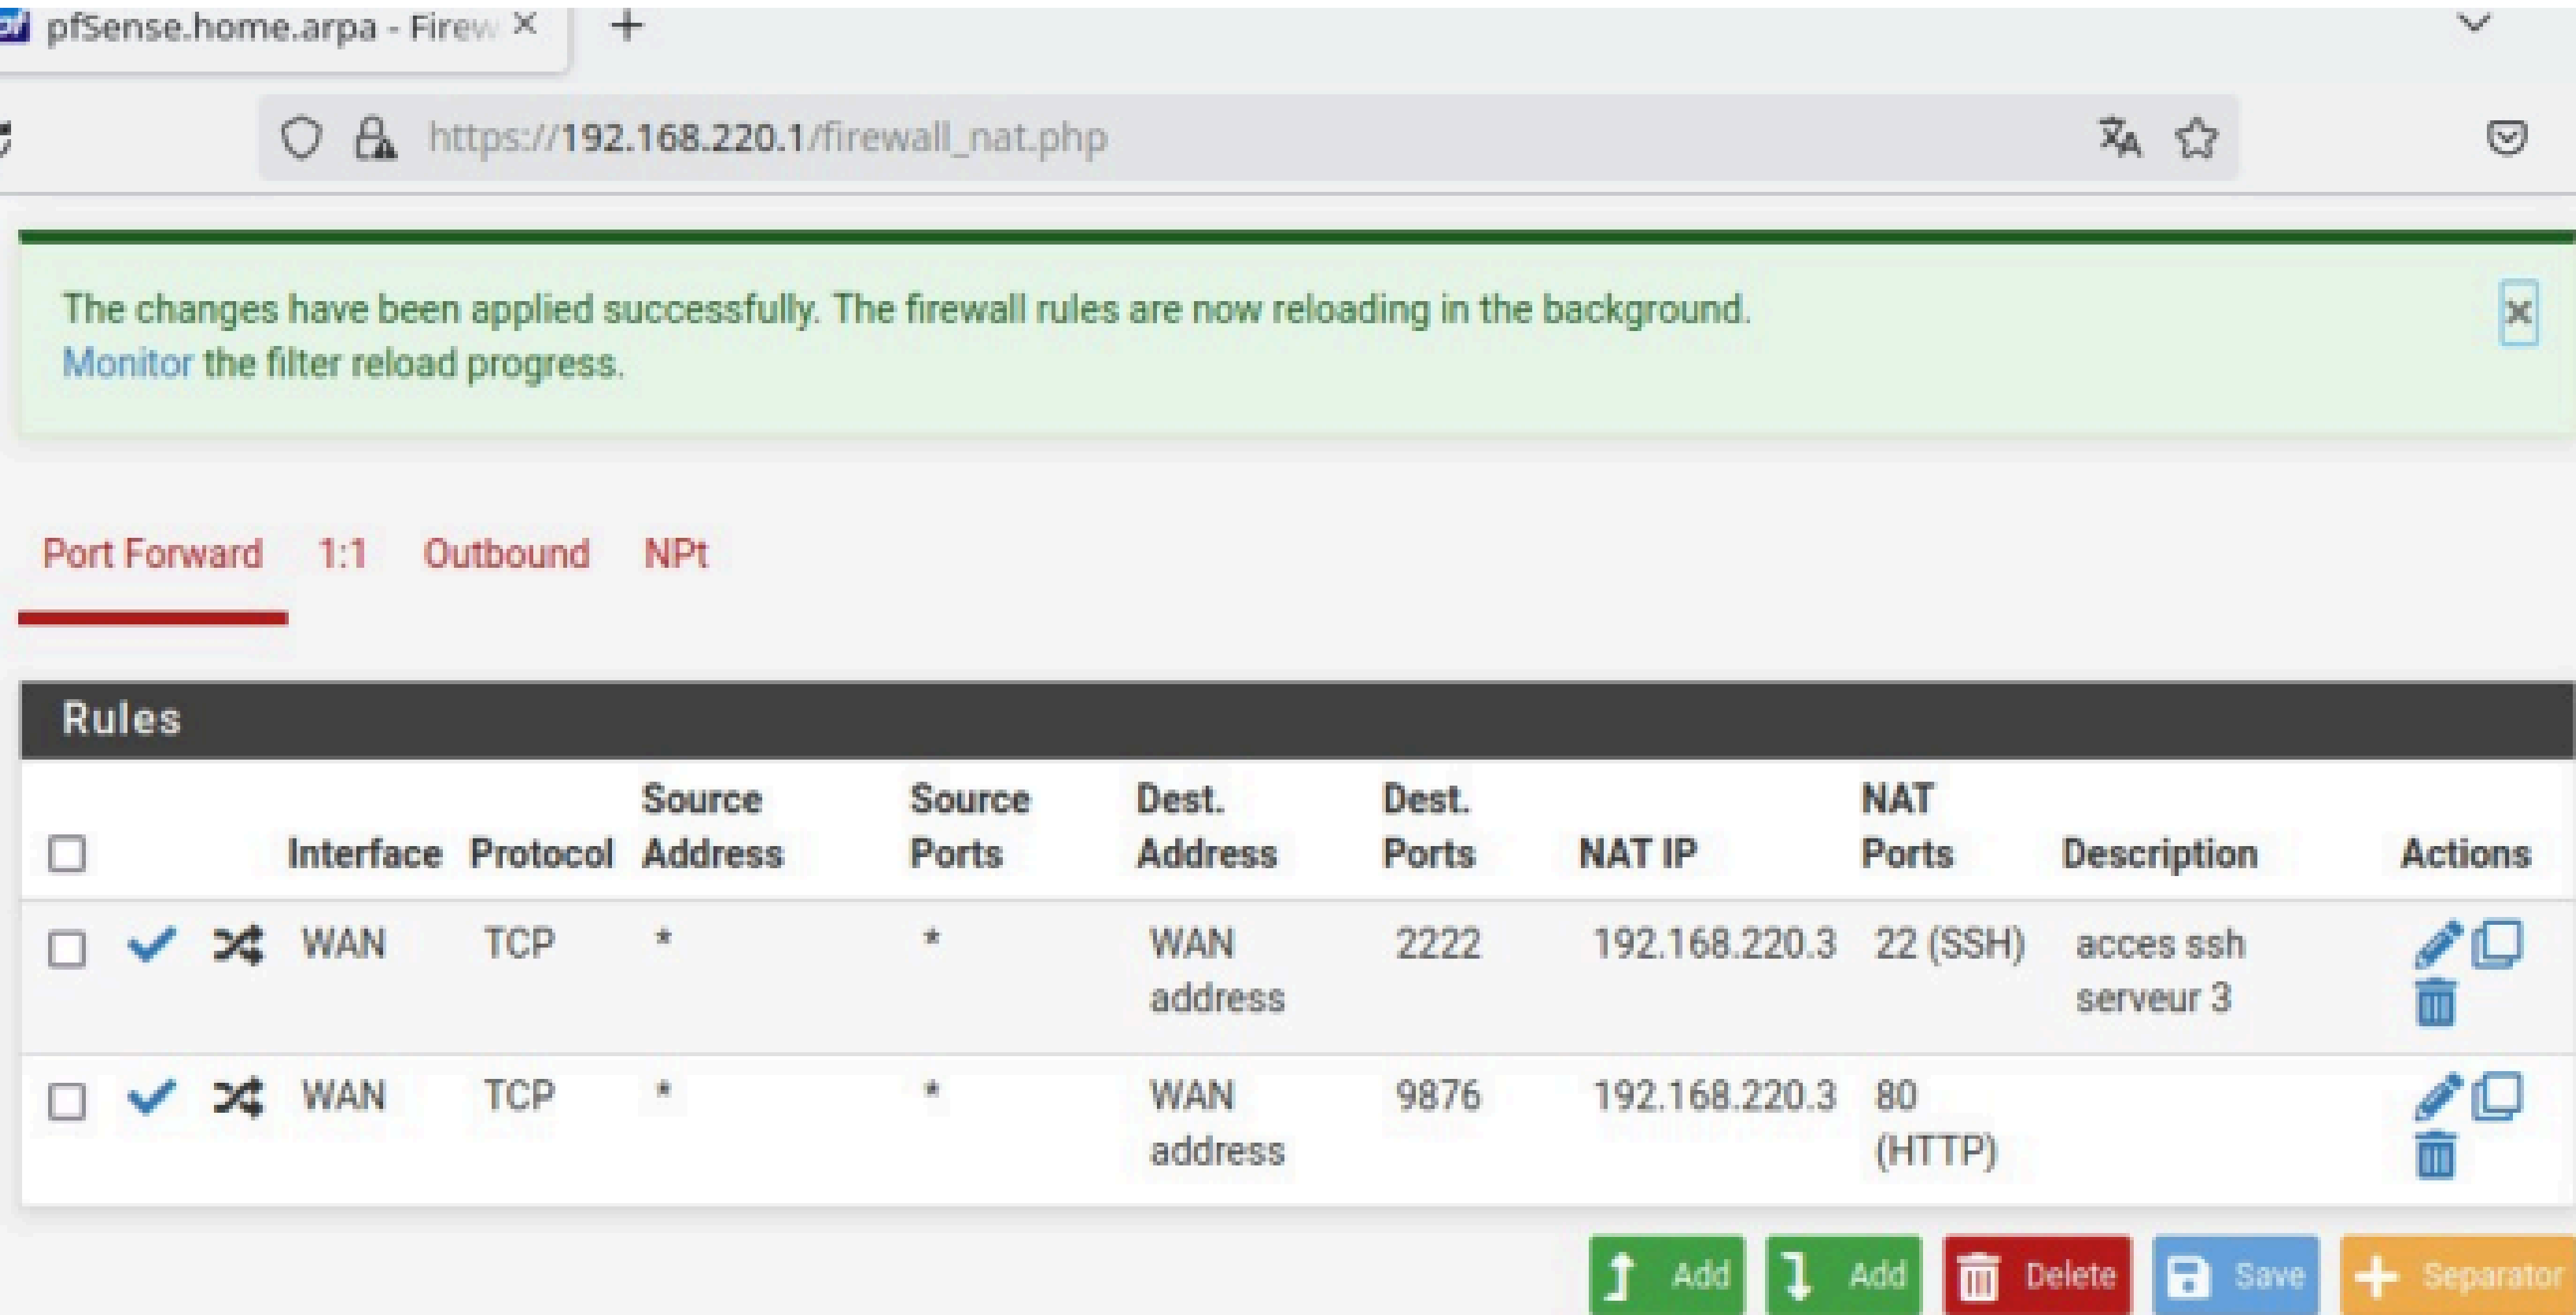 pfSense.home.arpa - Firew
https://192.168.220.1/firewall_nat.php
The changes have been applied successfully. The firewall rules are now reloading in the background.
Monitor the filter reload progress.
Port Forward 1:1 Outbound NPt
Rules
Source Source Dest. Dest. NAT
Interface Protocol Address Ports Address Ports NAT IP Ports Description Actions
WAN TCP * * WAN 2222 192.168.220.3 22 (SSH) acces ssh
address serveur 3
WAN TCP * * WAN 9876 192.168.220.3 80
address (HTTP)
Add Add Delete Save Separator